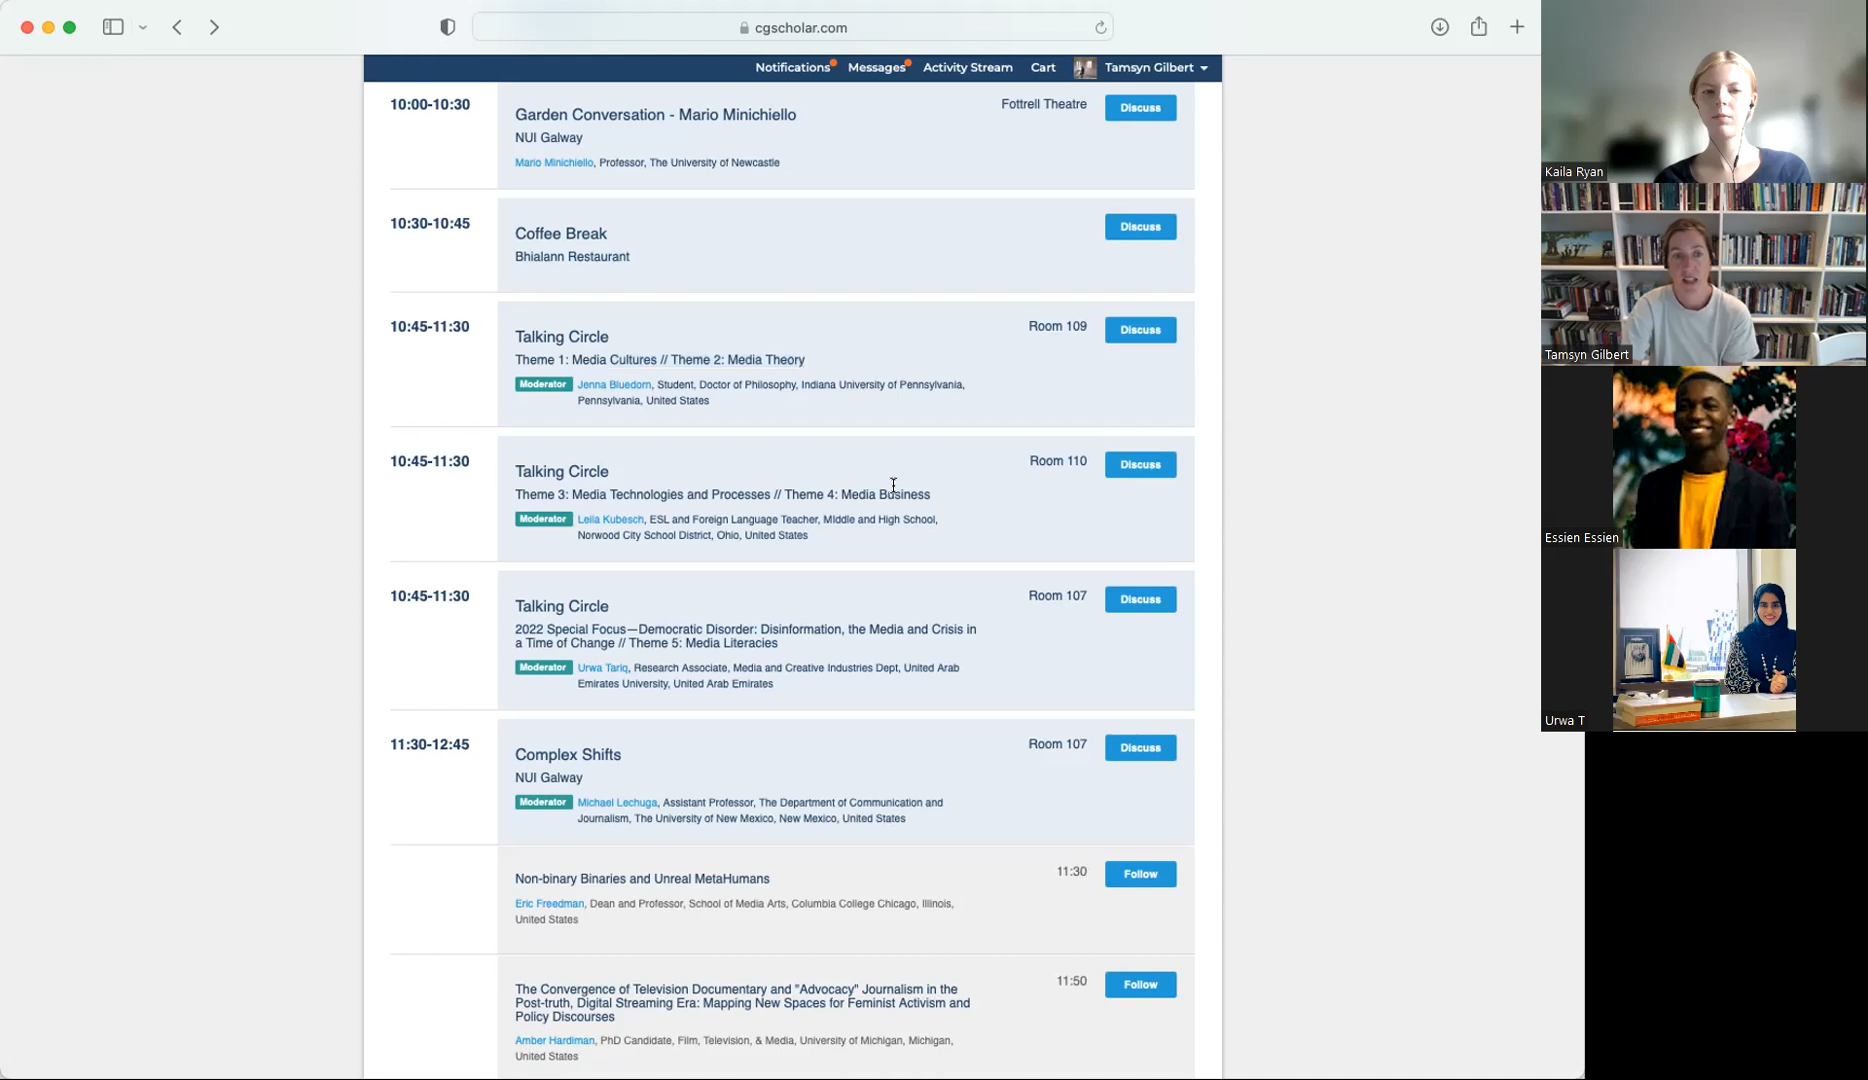 cgscholar.com
Notifications Messages Activity Stream Cart Tamsyn Gilbert
10:00-10:30
Garden Conversation - Mario Minichiello
Fottrell Theatre
Discuss
NUI Galway
Mario Minichiello, Professor, The University of Newcastle
10:30-10:45
Coffee Break
Discuss
Bhialann Restaurant
10:45-11:30
Talking Circle
Room 109
Discuss
Theme 1: Media Cultures // Theme 2: Media Theory
Moderator Jenna Bluedorn, Student, Doctor of Philosophy, Indiana University of Pennsylvania,
Pennsylvania, United States
10:45-11:30
Talking Circle
Room 110
Discuss
Theme 3: Media Technologies and Processes // Theme 4: Media Business
Moderator Leila Kubesch, ESL and Foreign Language Teacher, MIddle and High School,
Norwood City School District, Ohio, United States
10:45-11:30
Talking Circle
Room 107
Discuss
2022 Special Focus—Democratic Disorder: Disinformation, the Media and Crisis in
a Time of Change // Theme 5: Media Literacies
Moderator Urwa Tariq, Research Associate, Media and Creative Industries Dept, United Arab
Emirates University, United Arab Emirates
11:30-12:45
Complex Shifts
Room 107
Discuss
NUI Galway
Moderator Michael Lechuga, Assistant Professor, The Department of Communication and
Journalism, The University of New Mexico, New Mexico, United States
Non-binary Binaries and Unreal MetaHumans
11:30
Follow
Eric Freedman, Dean and Professor, School of Media Arts, Columbia College Chicago, Illinois,
United States
The Convergence of Television Documentary and "Advocacy" Journalism in the
Post-truth, Digital Streaming Era: Mapping New Spaces for Feminist Activism and
Policy Discourses
11:50
Follow
Amber Hardiman, PhD Candidate, Film, Television, & Media, University of Michigan, Michigan,
United States
Kaila Ryan
Tamsyn Gilbert
Essien Essien
Urwa T